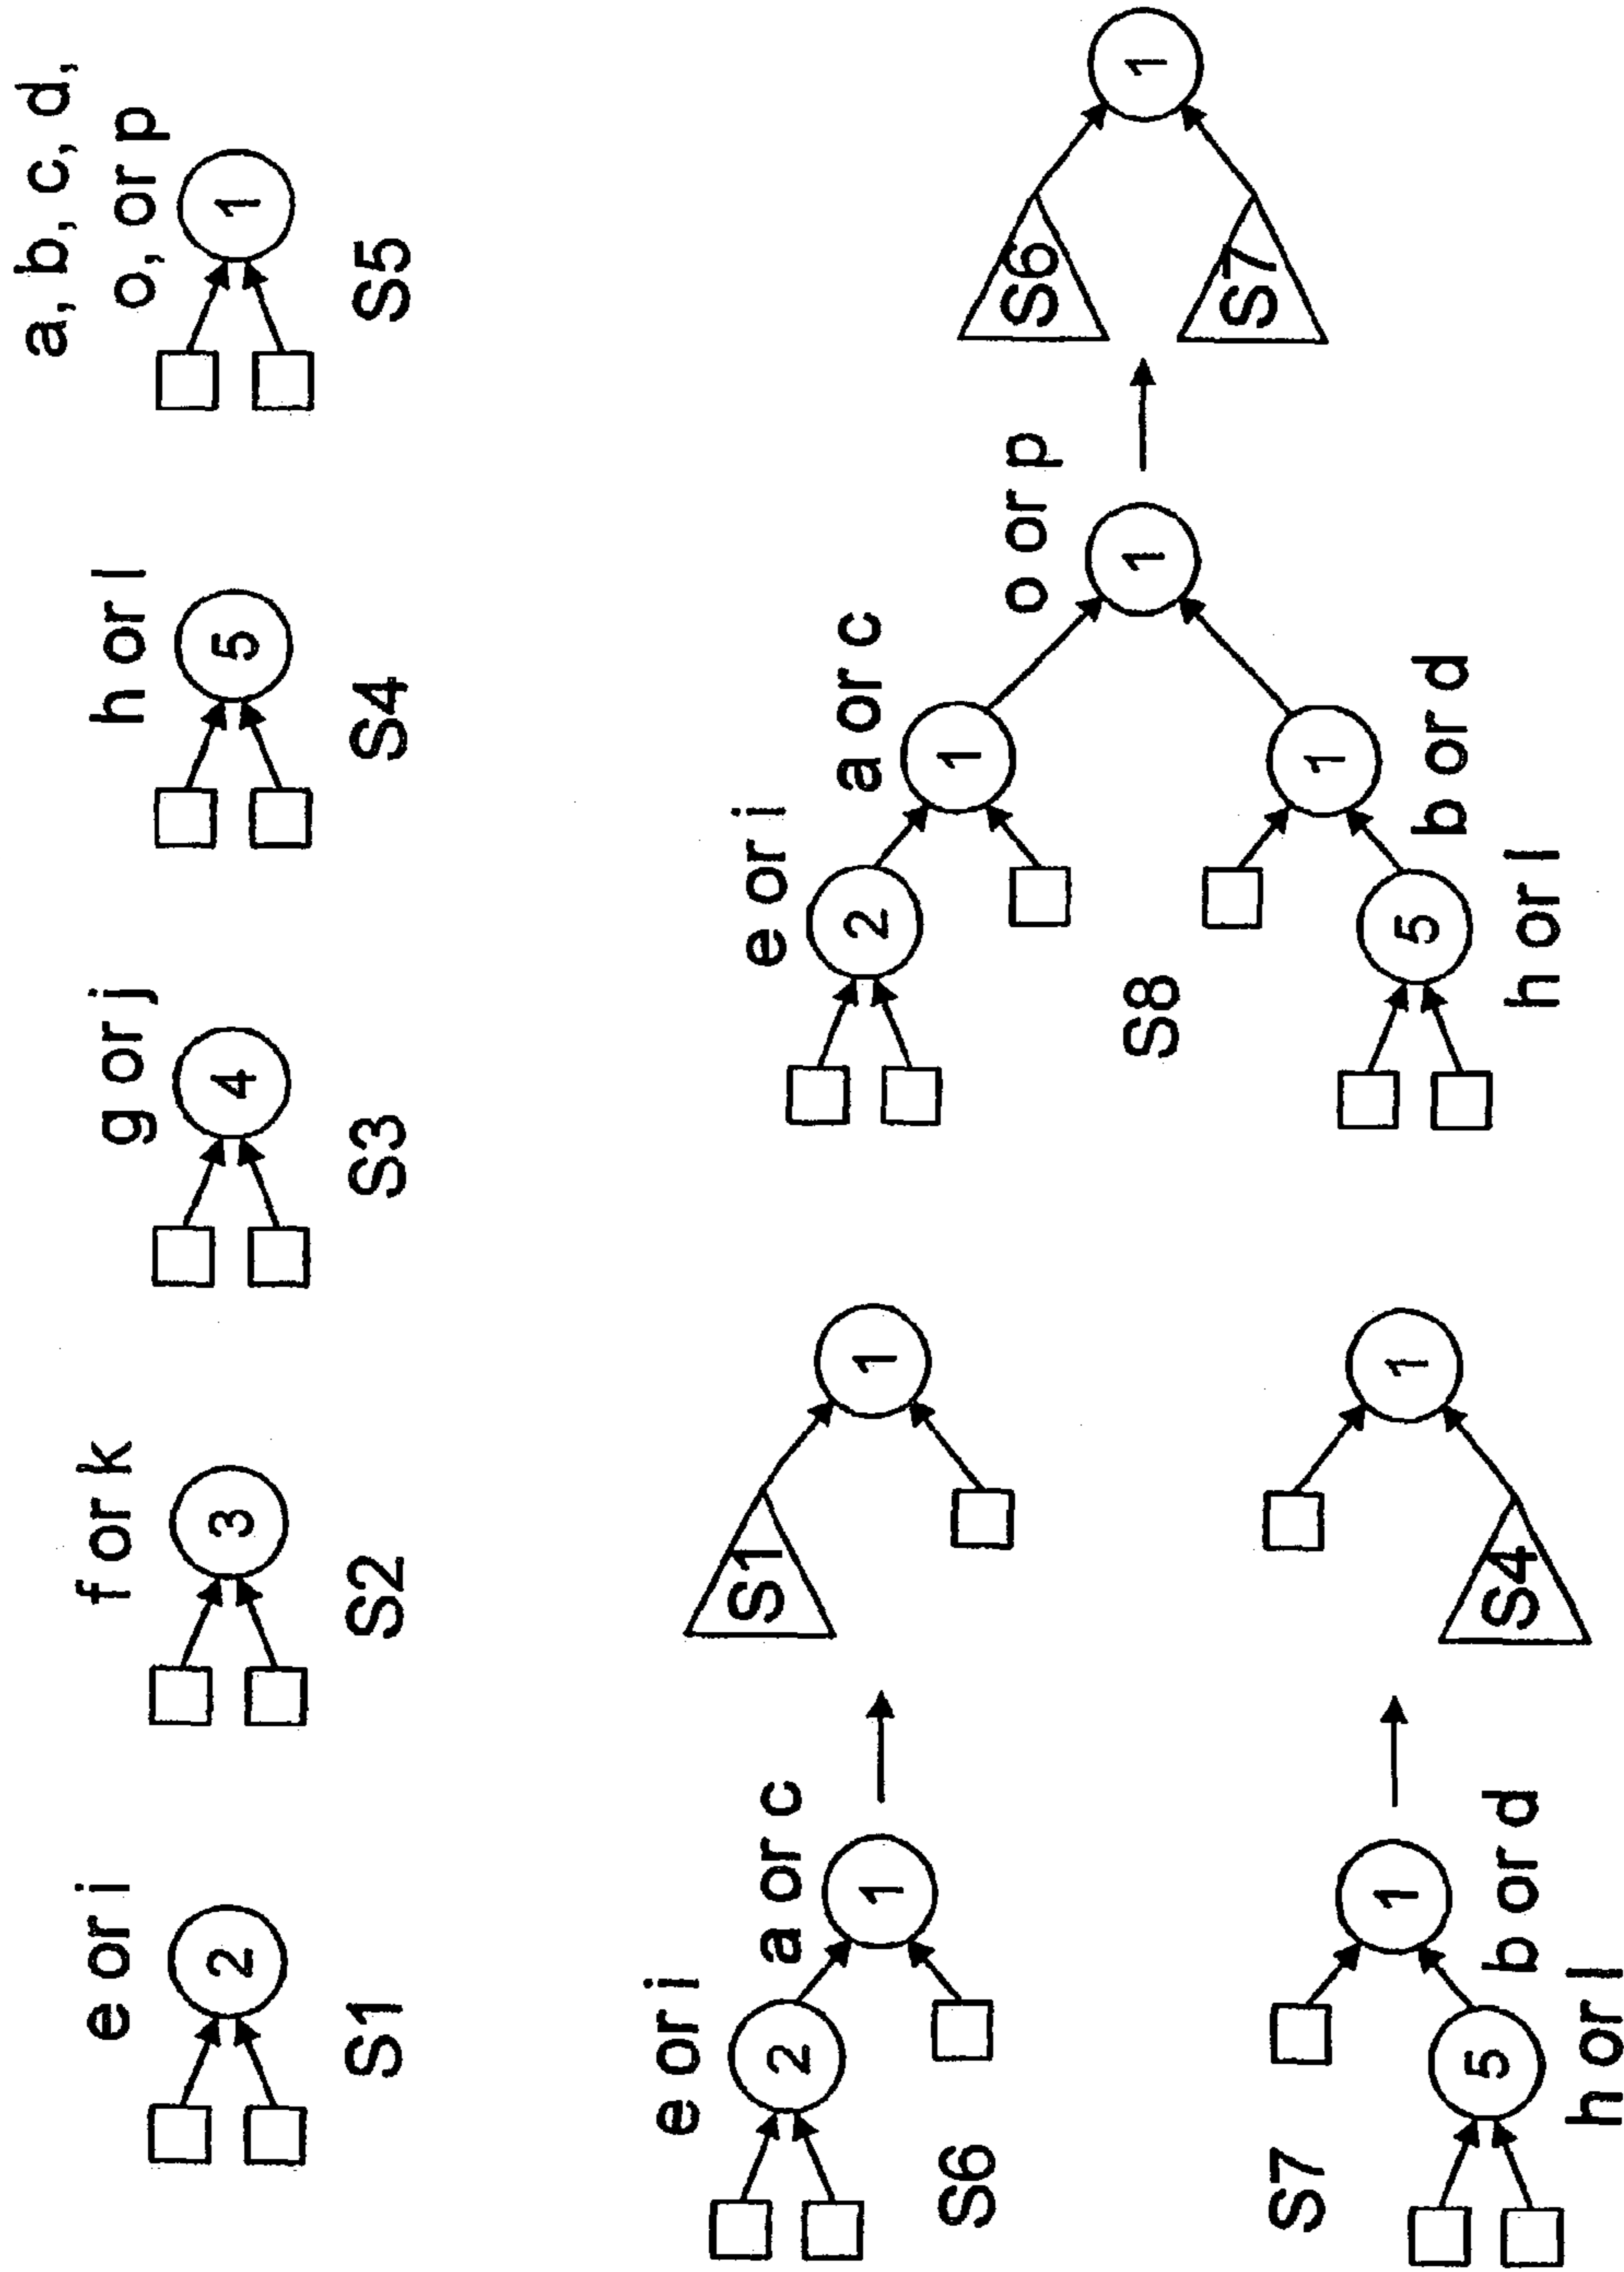 e or i
2
S1
f or k
3
S2
g or j
4
S3
h or l
5
S4
a, b, c, d,
o, or p
1
S5
e or i
2
a or c
1
S6
S1
1
S7
1
5
b or d
h or l
1
S4
e or i
2
a or c
1
o or p
1
S8
1
5
b or d
h or l
S6
1
S7